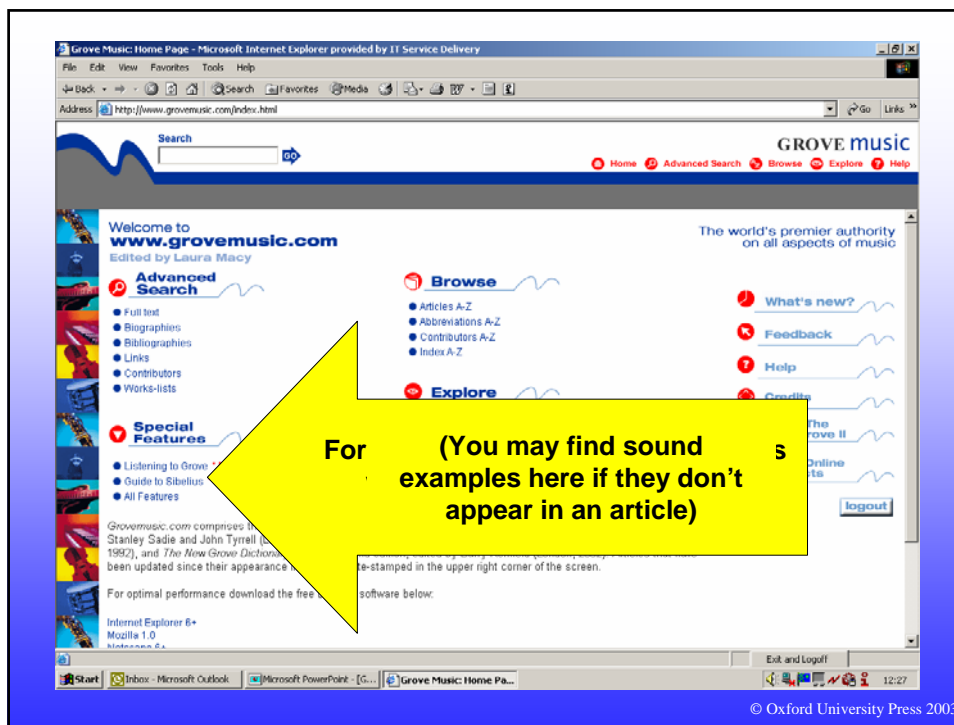 Grove Music: Home Page - Microsoft Internet Explorer provided by IT Service Delivery
File Edit View Favorites Tools Help
Back Search Favorites Media
Address http://www.grovemusic.com/index.html Go Links »
Search
GO
GROVE music
Home Advanced Search Browse Explore Help
Welcome to
www.grovemusic.com
Edited by Laura Macy
The world's premier authority
on all aspects of music
Advanced
Search
Full text
Biographies
Bibliographies
Links
Contributors
Works-lists
Browse
Articles A-Z
Abbreviations A-Z
Contributors A-Z
Index A-Z
Explore
What's new?
Feedback
Help
Credits
Special
Features
Listening to Grove
Guide to Sibelius
All Features
For
(You may find sound
examples here if they don't
appear in an article)
logout
Grovemusic.com comprises
Stanley Sadie and John Tyrrell
1992), and The New Grove
been updated since their appearance
te-stamped in the upper right corner of the screen.
For optimal performance download the free
software below:
Internet Explorer 6+
Mozilla 1.0
Exit and Logoff
Start Inbox - Microsoft Outlook Microsoft PowerPoint - [G... Grove Music: Home Pa... 12:27
© Oxford University Press 2003